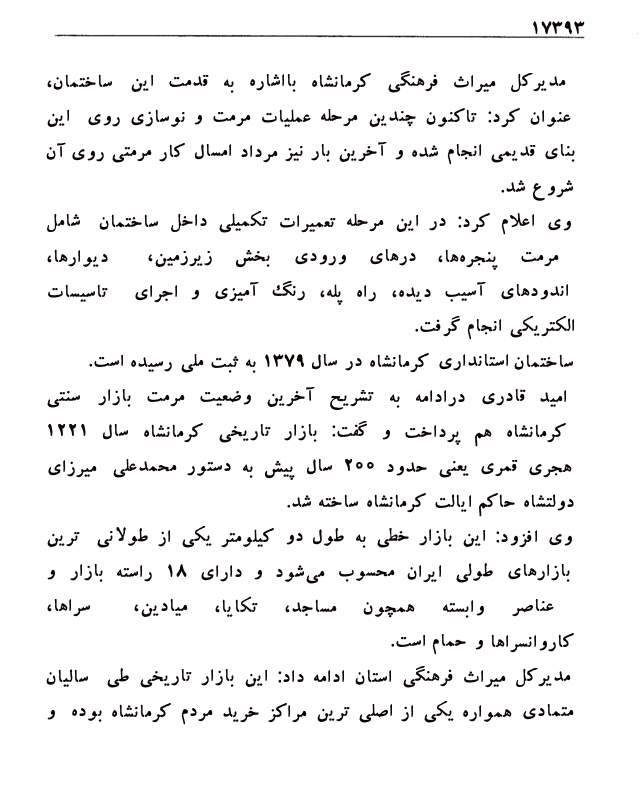 ۱۷۳۹۳
مدیرکل میراث فرهنگی کرمانشاه بااشاره به قدمت این ساختمان،
عنوان کرد: تاکنون چندین مرحله عملیات مرمت و نوسازی روی این
بنای قدیمی انجام شده و آخرین بار نیز مرداد امسال کار مرمتی روی آن
شروع شد.
وی اعلام کرد: در این مرحله تعمیرات تکمیلی داخل ساختمان شامل
مرمت پنجره‌ها، درهای ورودی بخش زیرزمین، دیوارها،
اندودهای آسیب دیده، راه پله، رنگ آمیزی و اجرای تاسیسات
الکتریکی انجام گرفت.
ساختمان استانداری کرمانشاه در سال ۱۳۷۹ به ثبت ملی رسیده است.
امید قادری درادامه به تشریح آخرین وضعیت مرمت بازار سنتی
کرمانشاه هم پرداخت و گفت: بازار تاریخی کرمانشاه سال ۱۲۲۱
هجری قمری یعنی حدود ۲۰۰ سال پیش به دستور محمدعلی میرزای
دولتشاه حاکم ایالت کرمانشاه ساخته شد.
وی افزود: این بازار خطی به طول دو کیلومتر یکی از طولانی ترین
بازارهای طولی ایران محسوب می‌شود و دارای ۱۸ راسته بازار و
عناصر وابسته همچون مساجد، تکایا، میادین، سراها،
کاروانسراها و حمام است.
مدیرکل میراث فرهنگی استان ادامه داد: این بازار تاریخی طی سالیان
متمادی همواره یکی از اصلی ترین مراکز خرید مردم کرمانشاه بوده و